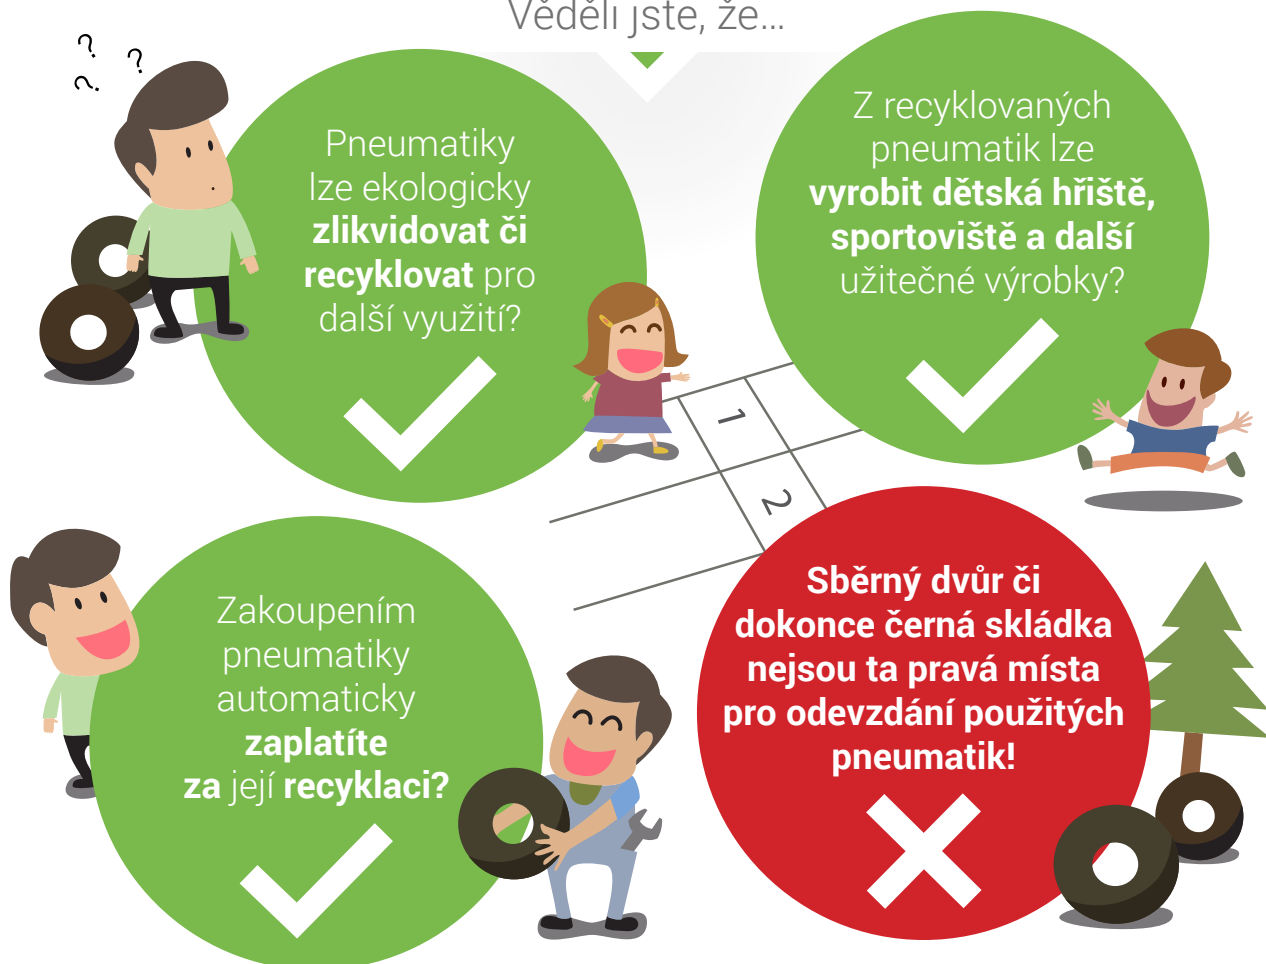 Věděli jste, že...
? ? ?
Pneumatiky
lze ekologicky
zlikvidovat či
recyklovat pro
další využití?
Z recyklovaných
pneumatik lze
vyrobit dětská hřiště,
sportoviště a další
užitečné výrobky?
1
2
Zakoupením
pneumatiky
automaticky
zaplatíte
za její recyklaci?
Sběrný dvůr či
dokonce černá skládka
nejsou ta pravá místa
pro odevzdání použitých
pneumatik!